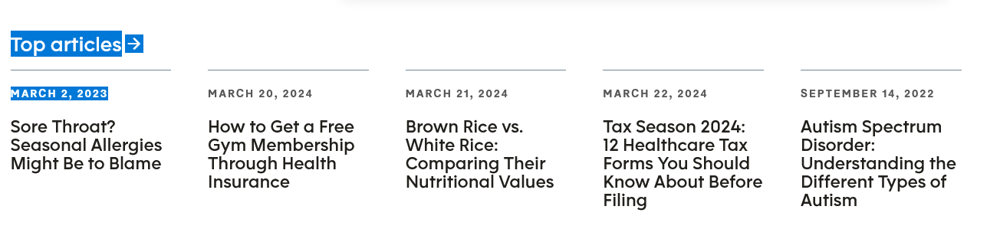 Top articles
MARCH 2, 2023
Sore Throat?
Seasonal Allergies
Might Be to Blame
MARCH 20, 2024
How to Get a Free
Gym Membership
Through Health
Insurance
MARCH 21, 2024
Brown Rice vs.
White Rice:
Comparing Their
Nutritional Values
MARCH 22, 2024
Tax Season 2024:
12 Healthcare Tax
Forms You Should
Know About Before
Filing
SEPTEMBER 14, 2022
Autism Spectrum
Disorder:
Understanding the
Different Types of
Autism